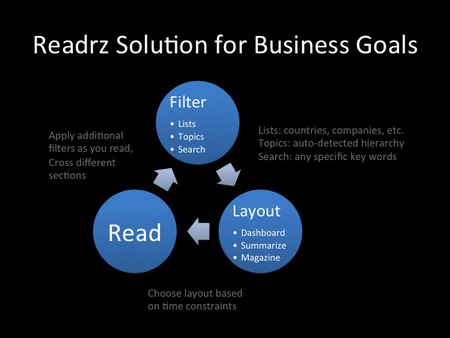 Readrz Solution for Business Goals
Filter
• Lists
• Topics
• Search
Apply additional
filters as you read,
Cross different
sections
Lists: countries, companies, etc.
Topics: auto-detected hierarchy
Search: any specific key words
Read
Layout
• Dashboard
• Summarize
• Magazine
Choose layout based
on time constraints